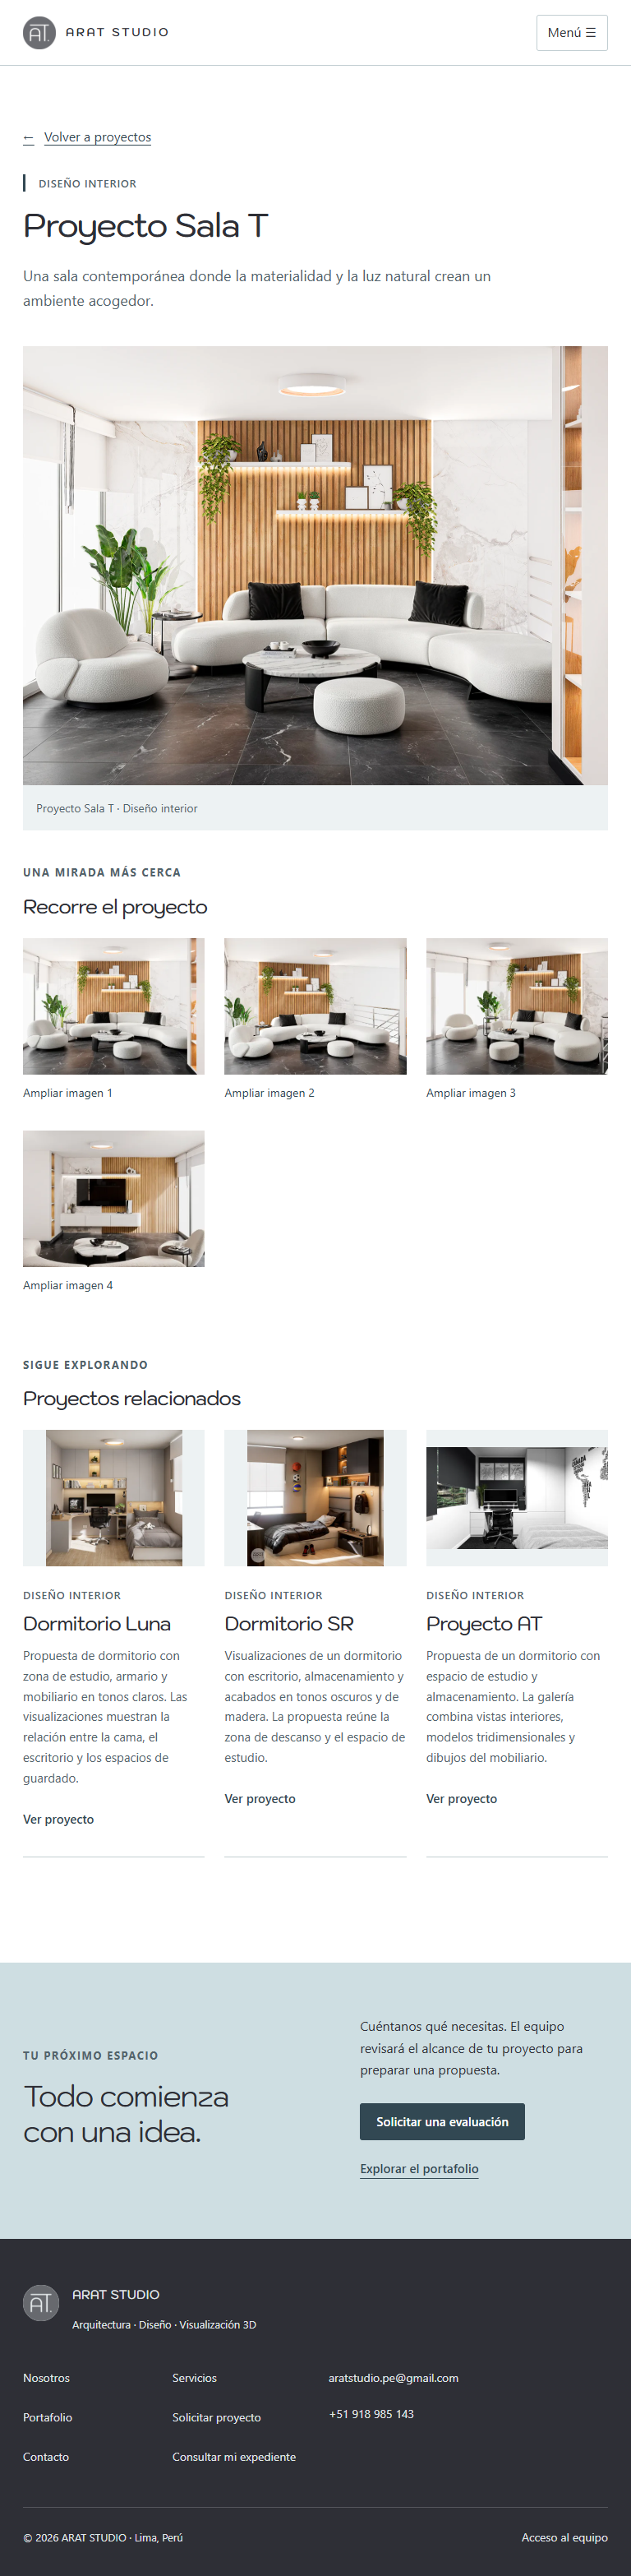 AT.
ARAT STUDIO
Menú ☰
← Volver a proyectos
DISEÑO INTERIOR
Proyecto Sala T
Una sala contemporánea donde la materialidad y la luz natural crean un
ambiente acogedor.
Proyecto Sala T · Diseño interior
UNA MIRADA MÁS CERCA
Recorre el proyecto
Ampliar imagen 1
Ampliar imagen 2
Ampliar imagen 3
Ampliar imagen 4
SIGUE EXPLORANDO
Proyectos relacionados
DISEÑO INTERIOR
Dormitorio Luna
Propuesta de dormitorio con
zona de estudio, armario y
mobiliario en tonos claros. Las
visualizaciones muestran la
relación entre la cama, el
escritorio y los espacios de
guardado.
Ver proyecto
DISEÑO INTERIOR
Dormitorio SR
Visualizaciones de un dormitorio
con escritorio, almacenamiento y
acabados en tonos oscuros y de
madera. La propuesta reúne la
zona de descanso y el espacio de
estudio.
Ver proyecto
DISEÑO INTERIOR
Proyecto AT
Propuesta de un dormitorio con
espacio de estudio y
almacenamiento. La galería
combina vistas interiores,
modelos tridimensionales y
dibujos del mobiliario.
Ver proyecto
TU PRÓXIMO ESPACIO
Todo comienza
con una idea.
Cuéntanos qué necesitas. El equipo
revisará el alcance de tu proyecto para
preparar una propuesta.
Solicitar una evaluación
Explorar el portafolio
AT.
ARAT STUDIO
Arquitectura · Diseño · Visualización 3D
Nosotros
Portafolio
Contacto
Servicios
Solicitar proyecto
Consultar mi expediente
aratstudio.pe@gmail.com
+51 918 985 143
© 2026 ARAT STUDIO · Lima, Perú
Acceso al equipo